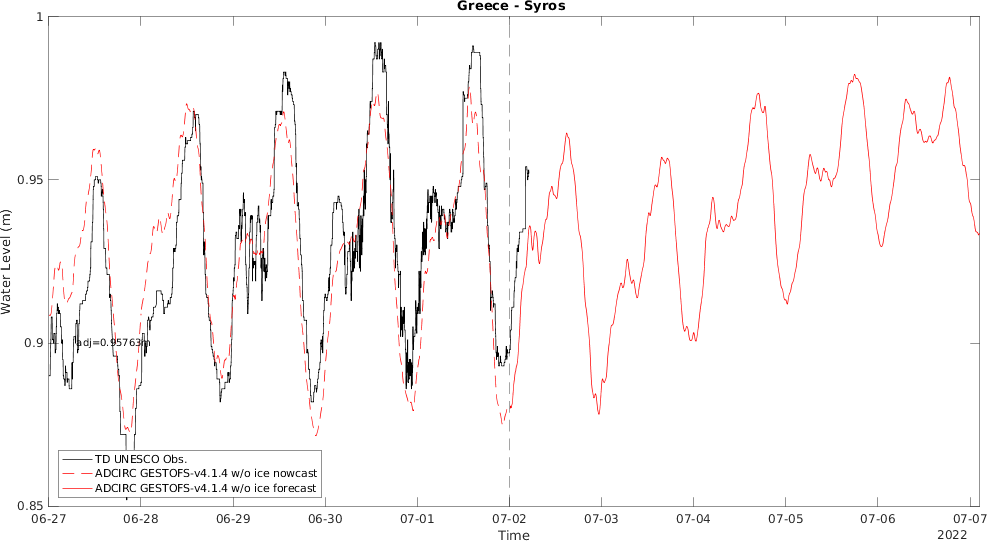 Greece - Syros
Water Level (m)
1
0.95
0.9
0.85
adj=0.95763m
TD UNESCO Obs.
ADCIRC GESTOFS-v4.1.4 w/o ice nowcast
ADCIRC GESTOFS-v4.1.4 w/o ice forecast
06-27 06-28 06-29 06-30 07-01 07-02 07-03 07-04 07-05 07-06 07-07
Time
2022